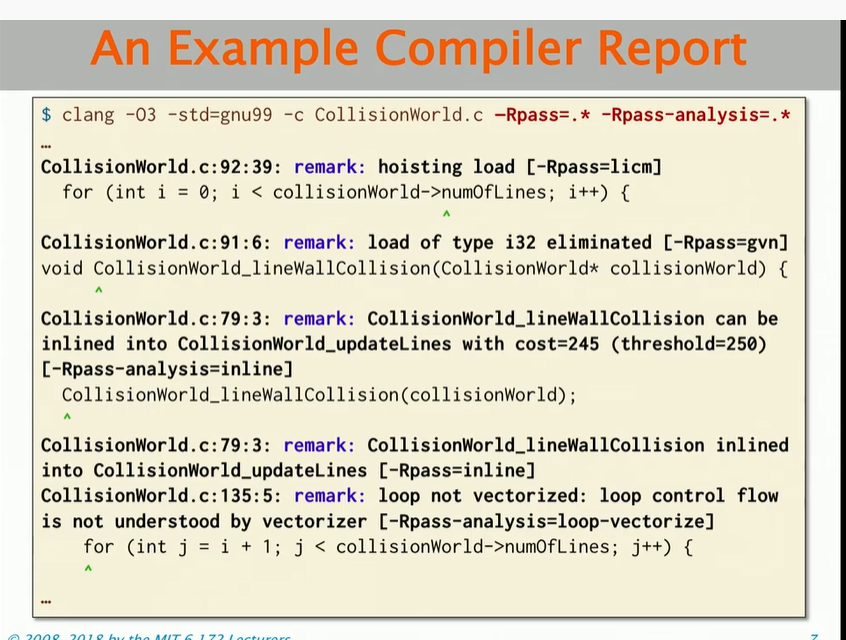 An Example Compiler Report
$ clang -O3 -std=gnu99 -c CollisionWorld.c –Rpass=.* -Rpass-analysis=.*
…
CollisionWorld.c:92:39: remark: hoisting load [-Rpass=licm]
for (int i = 0; i < collisionWorld->numOfLines; i++) {
^
CollisionWorld.c:91:6: remark: load of type i32 eliminated [-Rpass=gvn]
void CollisionWorld_lineWallCollision(CollisionWorld* collisionWorld) {
^
CollisionWorld.c:79:3: remark: CollisionWorld_lineWallCollision can be
inlined into CollisionWorld_updateLines with cost=245 (threshold=250)
[-Rpass-analysis=inline]
CollisionWorld_lineWallCollision(collisionWorld);
^
CollisionWorld.c:79:3: remark: CollisionWorld_lineWallCollision inlined
into CollisionWorld_updateLines [-Rpass=inline]
CollisionWorld.c:135:5: remark: loop not vectorized: loop control flow
is not understood by vectorizer [-Rpass-analysis=loop-vectorize]
for (int j = i + 1; j < collisionWorld->numOfLines; j++) {
^
…
© 2008–2018 by the MIT 6.172 Lecturers
7